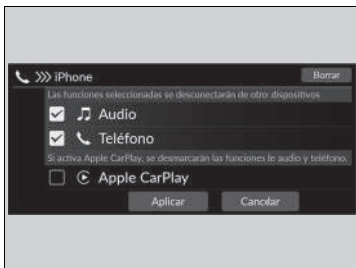 iPhone
Borrar
Las funciones seleccionadas se desconectarán de otro dispositivos
Audio
Teléfono
Si activa Apple CarPlay, se desmarcarán las funciones le audio y teléfono.
Apple CarPlay
Aplicar
Cancelar